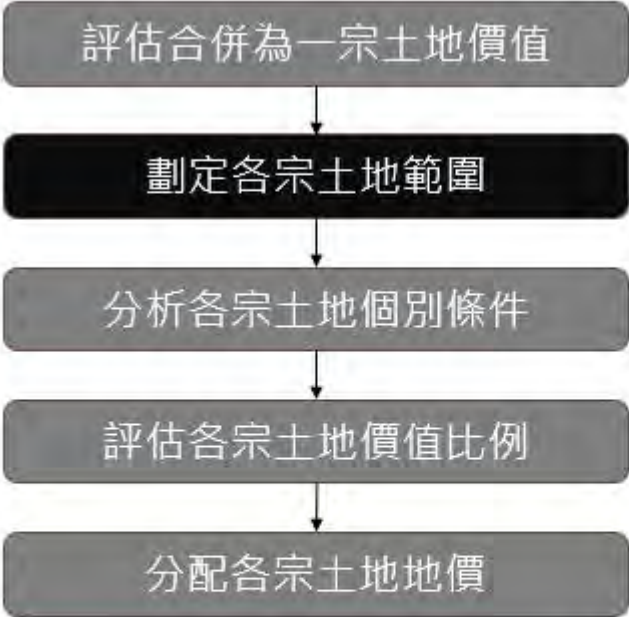 評估合併為一宗土地價值
劃定各宗土地範圍
分析各宗土地個別條件
評估各宗土地價值比例
分配各宗土地地價